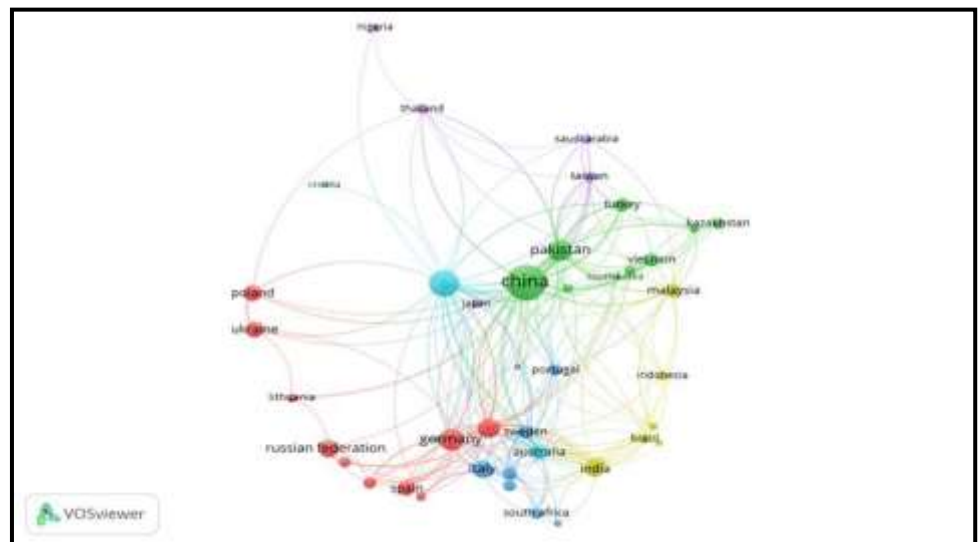 nigeria
thailand
saudi arabia
taiwan
turkey
kazakhstan
pakistan
vietnam
china
malaysia
japan
poland
ukraine
portugal
indonesia
lithuania
sweden
germany
russian federation
australia
italy
india
spain
south africa
VOSviewer